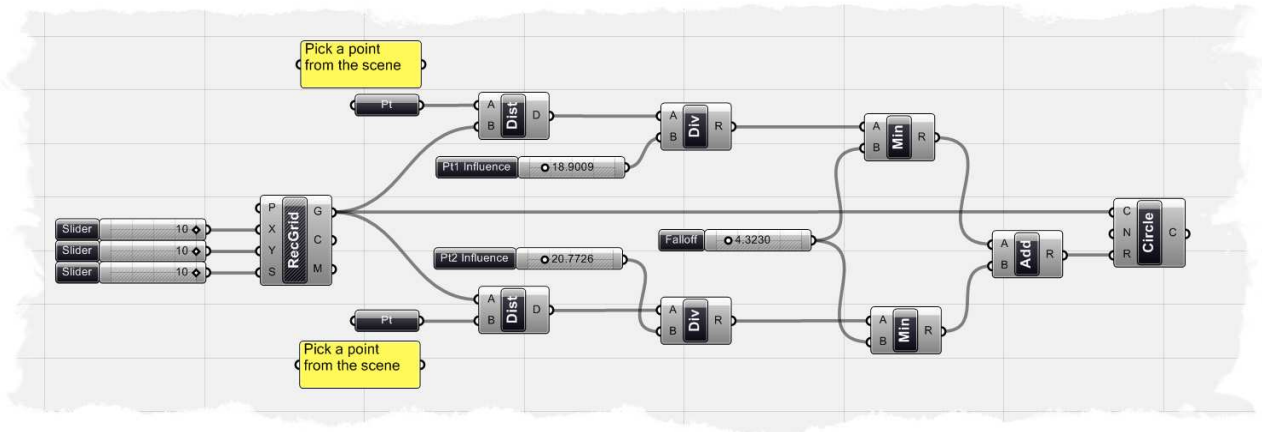 Pick a point
from the scene
Pt
A
B
Dist
D
A
B
Div
R
A
B
Min
R
Pt1 Influence
18.9009
P
X
Y
S
RecGrid
G
C
M
Slider
10
Slider
10
Slider
10
C
N
R
Circle
C
Falloff
4.3230
A
B
Add
R
Pt2 Influence
20.7726
A
B
Dist
D
A
B
Div
R
A
B
Min
R
Pt
Pick a point
from the scene